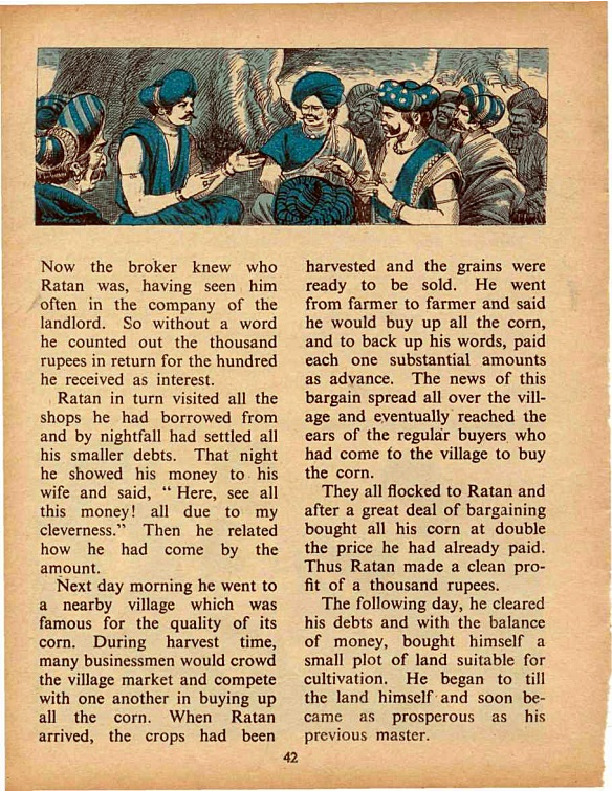 Now the broker knew who
Ratan was, having seen him
often in the company of the
landlord. So without a word
he counted out the thousand
rupees in return for the hundred
he received as interest.
Ratan in turn visited all the
shops he had borrowed from
and by nightfall had settled all
his smaller debts. That night
he showed his money to his
wife and said, “ Here, see all
this money! all due to my
cleverness.” Then he related
how he had come by the
amount.
Next day morning he went to
a nearby village which was
famous for the quality of its
corn. During harvest time,
many businessmen would crowd
the village market and compete
with one another in buying up
all the corn. When Ratan
arrived, the crops had been
harvested and the grains were
ready to be sold. He went
from farmer to farmer and said
he would buy up all the corn,
and to back up his words, paid
each one substantial amounts
as advance. The news of this
bargain spread all over the vill-
age and eventually reached the
ears of the regular buyers who
had come to the village to buy
the corn.
They all flocked to Ratan and
after a great deal of bargaining
bought all his corn at double
the price he had already paid.
Thus Ratan made a clean pro-
fit of a thousand rupees.
The following day, he cleared
his debts and with the balance
of money, bought himself a
small plot of land suitable for
cultivation. He began to till
the land himself and soon be-
came as prosperous as his
previous master.
42